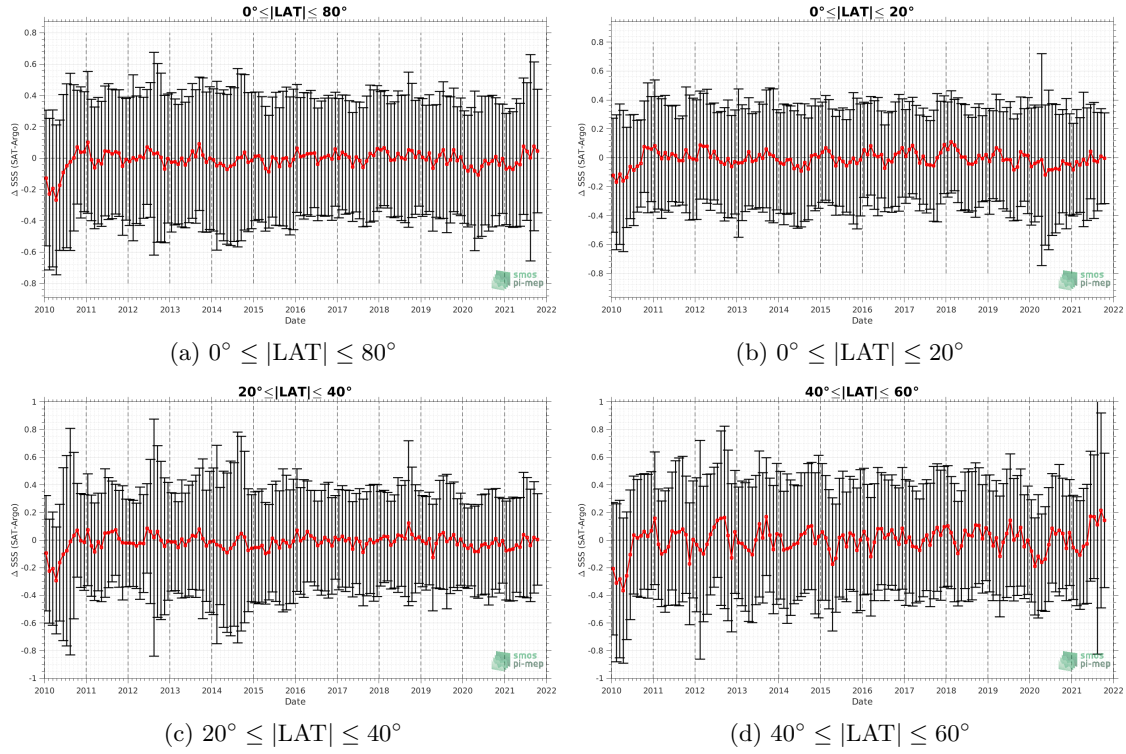 0°≤|LAT|≤ 80°
Δ SSS (SAT-Argo)
0.8
0.6
0.4
0.2
0
-0.2
-0.4
-0.6
-0.8
2010 2011 2012 2013 2014 2015 2016 2017 2018 2019 2020 2021 2022
Date
smos
pi-mep
(a) 0° ≤ |LAT| ≤ 80°
0°≤|LAT|≤ 20°
Δ SSS (SAT-Argo)
0.8
0.6
0.4
0.2
0
-0.2
-0.4
-0.6
-0.8
2010 2011 2012 2013 2014 2015 2016 2017 2018 2019 2020 2021 2022
Date
smos
pi-mep
(b) 0° ≤ |LAT| ≤ 20°
20°≤|LAT|≤ 40°
Δ SSS (SAT-Argo)
1
0.8
0.6
0.4
0.2
0
-0.2
-0.4
-0.6
-0.8
-1
2010 2011 2012 2013 2014 2015 2016 2017 2018 2019 2020 2021 2022
Date
smos
pi-mep
(c) 20° ≤ |LAT| ≤ 40°
40°≤|LAT|≤ 60°
Δ SSS (SAT-Argo)
1
0.8
0.6
0.4
0.2
0
-0.2
-0.4
-0.6
-0.8
-1
2010 2011 2012 2013 2014 2015 2016 2017 2018 2019 2020 2021 2022
Date
smos
pi-mep
(d) 40° ≤ |LAT| ≤ 60°